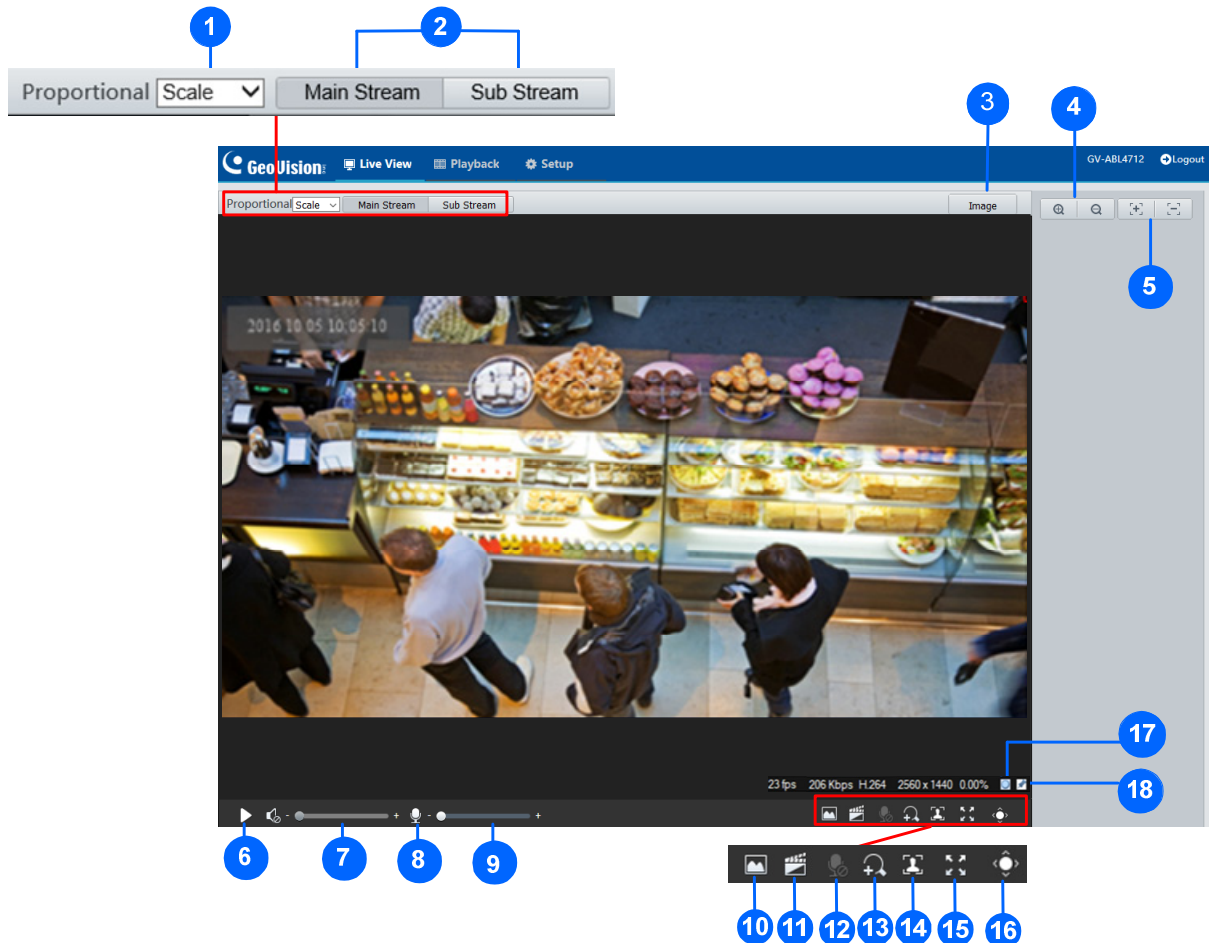 1
2
Proportional Scale Main Stream Sub Stream
3
4
GeoVision Live View Playback Setup GV-ABL4712 Logout
Proportional Scale Main Stream Sub Stream Image
5
2016 10 05 10:05:10
17
23 fps 206 Kbps H.264 2560 x 1440 0.00%
18
- + - +
6 7 8 9
10 11 12 13 14 15 16